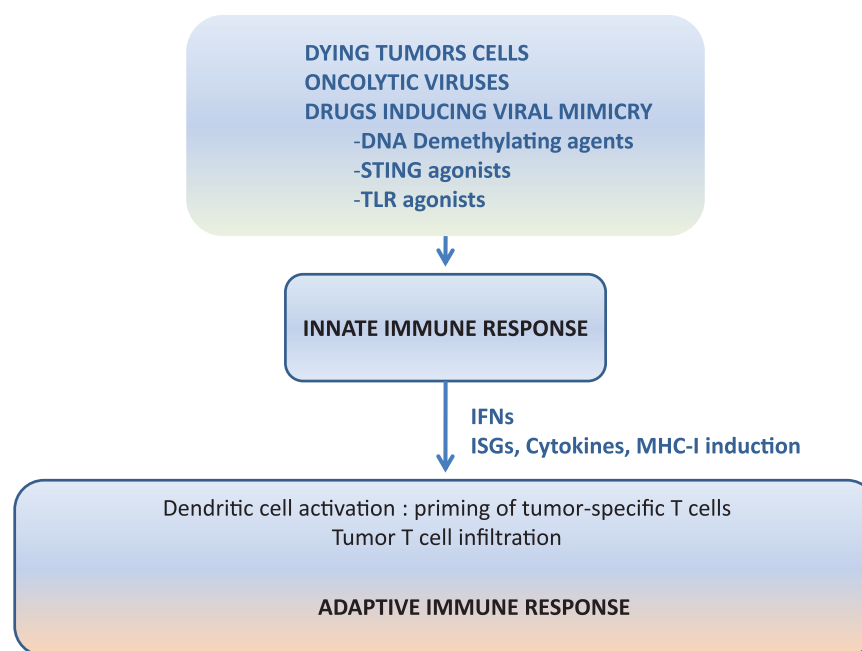 DYING TUMORS CELLS
ONCOLYTIC VIRUSES
DRUGS INDUCING VIRAL MIMICRY
-DNA Demethylating agents
-STING agonists
-TLR agonists
INNATE IMMUNE RESPONSE
IFNs
ISGs, Cytokines, MHC-I induction
Dendritic cell activation : priming of tumor-specific T cells
Tumor T cell infiltration
ADAPTIVE IMMUNE RESPONSE